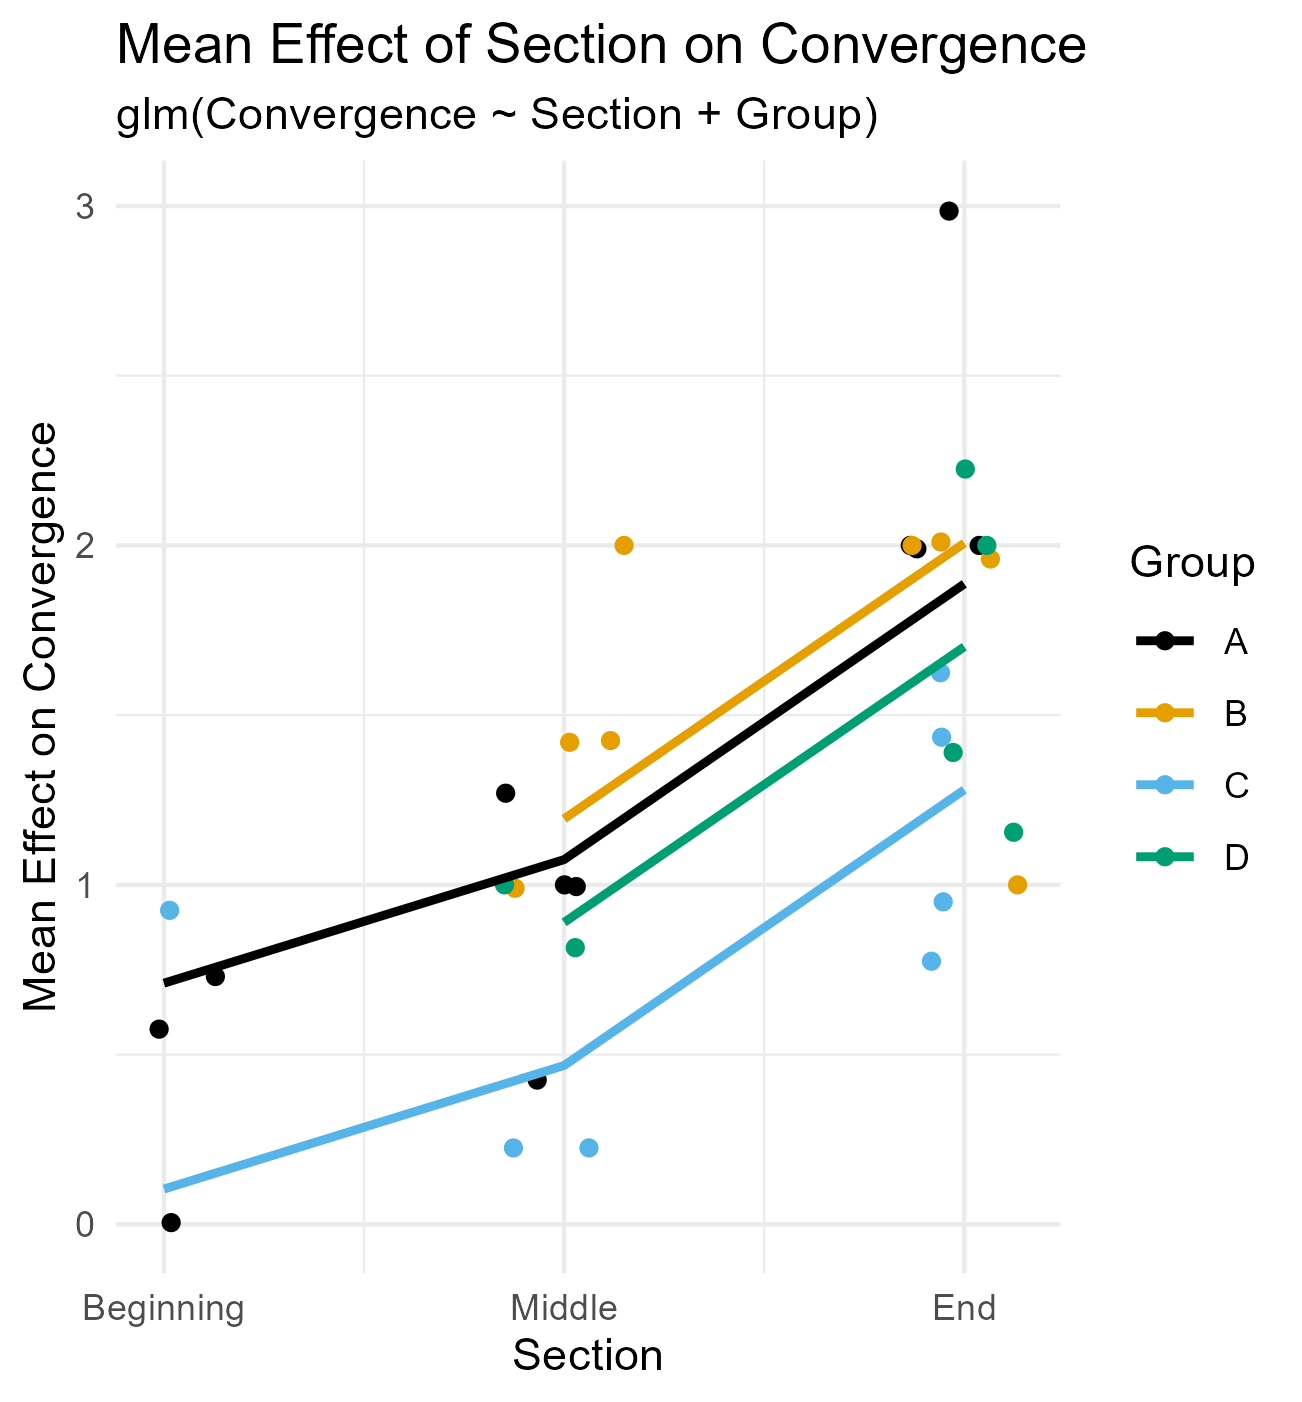 Mean Effect of Section on Convergence
glm(Convergence ~ Section + Group)
Mean Effect on Convergence
3
2
1
0
Beginning Middle End
Section
Group
A
B
C
D